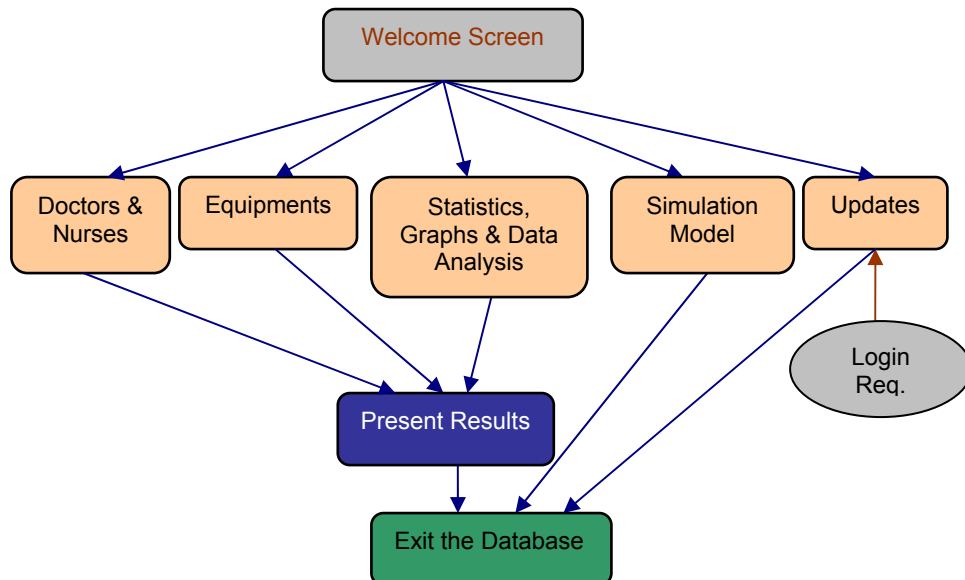 Welcome Screen
Doctors &
Nurses
Equipments
Statistics,
Graphs & Data
Analysis
Simulation
Model
Updates
Login
Req.
Present Results
Exit the Database